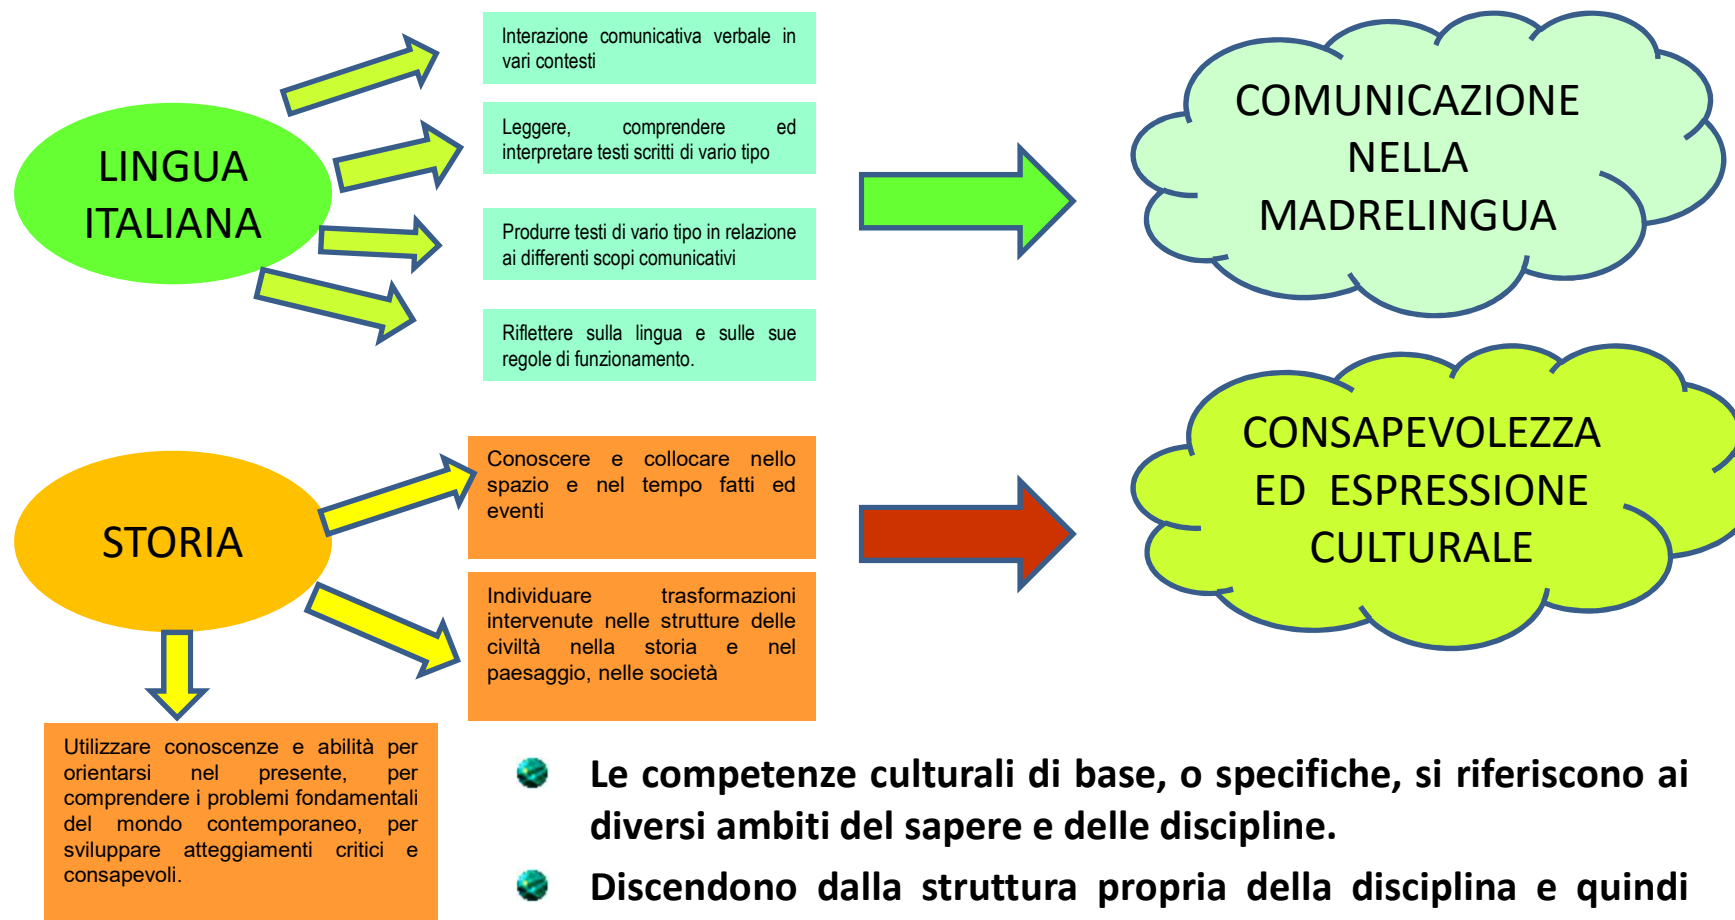 LINGUA
ITALIANA
Interazione comunicativa verbale in
vari contesti
Leggere, comprendere ed
interpretare testi scritti di vario tipo
Produrre testi di vario tipo in relazione
ai differenti scopi comunicativi
Riflettere sulla lingua e sulle sue
regole di funzionamento.
COMUNICAZIONE
NELLA
MADRELINGUA
STORIA
Conoscere e collocare nello
spazio e nel tempo fatti ed
eventi
Individuare trasformazioni
intervenute nelle strutture delle
civiltà nella storia e nel
paesaggio, nelle società
Utilizzare conoscenze e abilità per
orientarsi nel presente, per
comprendere i problemi fondamentali
del mondo contemporaneo, per
sviluppare atteggiamenti critici e
consapevoli.
CONSAPEVOLEZZA
ED ESPRESSIONE
CULTURALE
Le competenze culturali di base, o specifiche, si riferiscono ai
diversi ambiti del sapere e delle discipline.
Discendono dalla struttura propria della disciplina e quindi